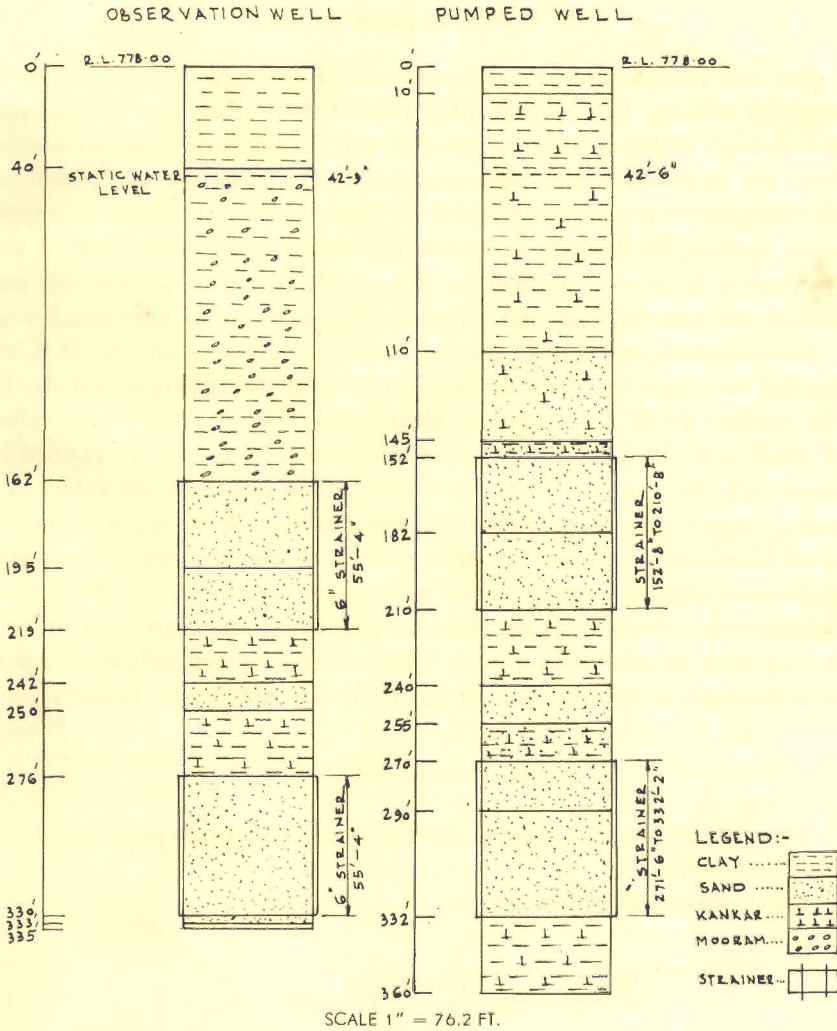 OBSERVATION WELL
PUMPED WELL
R.L. 778.00
0'
40'
STATIC WATER
LEVEL
42'-9"
162'
195'
219'
242'
250'
276'
330'
333'
335
6" STRAINER
55'-4"
6" STRAINER
55'-4"
R.L. 778.00
0'
10'
42'-6"
110'
145'
152'
182'
210'
240'
255'
270'
290'
332'
360'
STRAINER
152'-8" TO 210'-8"
STRAINER
271'-6" TO 332'-2"
LEGEND:-
CLAY .....
SAND .....
KANKAR ...
MOORAM....
STRAINER...
SCALE 1" = 76.2 FT.